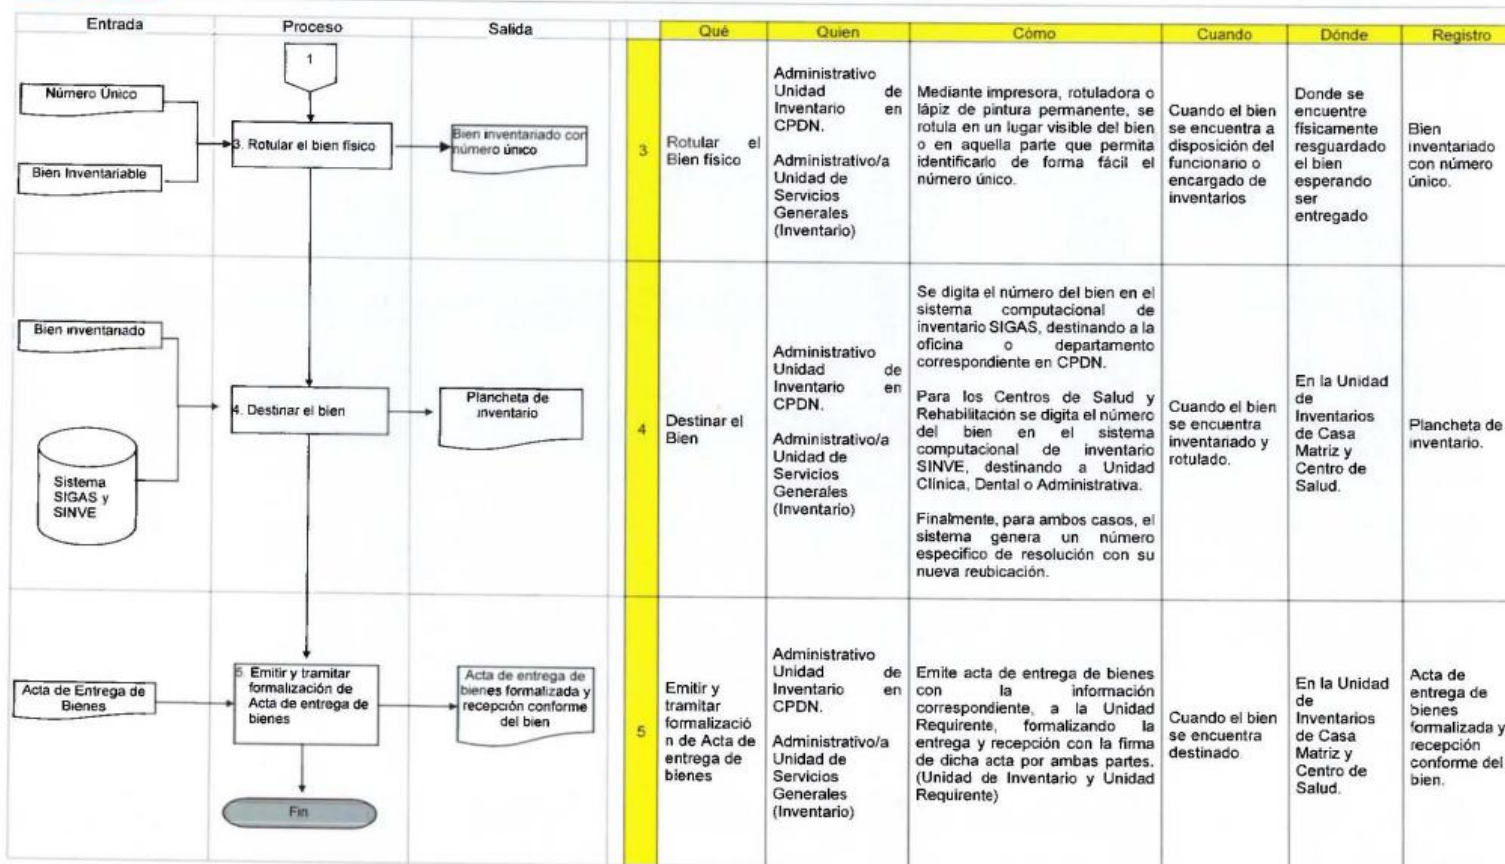 Entrada
Proceso
Salida
Qué
Quien
Cómo
Cuando
Dónde
Registro
1
Número Único
Bien Inventariable
3. Rotular el bien físico
Bien inventariado con
número único
3
Rotular el
Bien físico
Administrativo
Unidad de
Inventario en
CPDN.
Administrativo/a
Unidad de
Servicios
Generales
(Inventario)
Mediante impresora, rotuladora o
lápiz de pintura permanente, se
rotula en un lugar visible del bien
o en aquella parte que permita
identificarlo de forma fácil el
número único.
Cuando el bien
se encuentra a
disposición del
funcionario o
encargado de
inventarios
Donde se
encuentre
físicamente
resguardado
el bien
esperando
ser
entregado
Bien
inventariado
con número
único.
Bien inventariado
Sistema
SIGAS y
SINVE
4. Destinar el bien
Plancheta de
inventario
4
Destinar el
Bien
Administrativo
Unidad de
Inventario en
CPDN.
Administrativo/a
Unidad de
Servicios
Generales
(Inventario)
Se digita el número del bien en el
sistema computacional de
inventario SIGAS, destinando a la
oficina o departamento
correspondiente en CPDN.
Para los Centros de Salud y
Rehabilitación se digita el número
del bien en el sistema
computacional de inventario
SINVE, destinando a Unidad
Clínica, Dental o Administrativa.
Finalmente, para ambos casos, el
sistema genera un número
especifico de resolución con su
nueva reubicación.
Cuando el bien
se encuentra
inventariado y
rotulado.
En la Unidad
de
Inventarios
de Casa
Matriz y
Centro de
Salud.
Plancheta de
inventario.
Acta de Entrega de
Bienes
5. Emitir y tramitar
formalización de
Acta de entrega de
bienes
Acta de entrega de
bienes formalizada y
recepción conforme
del bien
Fin
5
Emitir y
tramitar
formalizació
n de Acta de
entrega de
bienes
Administrativo
Unidad de
Inventario en
CPDN.
Administrativo/a
Unidad de
Servicios
Generales
(Inventario)
Emite acta de entrega de bienes
con la información
correspondiente, a la Unidad
Requirente, formalizando la
entrega y recepción con la firma
de dicha acta por ambas partes.
(Unidad de Inventario y Unidad
Requirente)
Cuando el bien
se encuentra
destinado.
En la Unidad
de
Inventarios
de Casa
Matriz y
Centro de
Salud.
Acta de
entrega de
bienes
formalizada y
recepción
conforme del
bien.